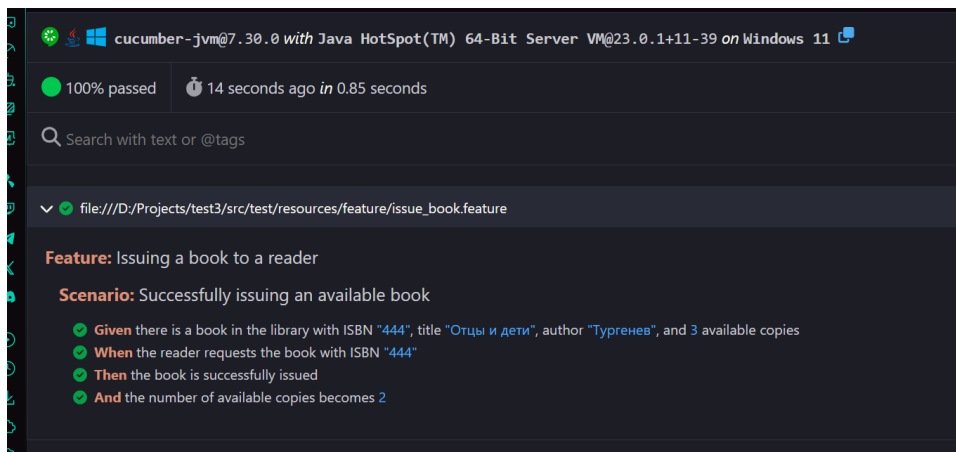 cucumber-jvm@7.30.0 with Java HotSpot(TM) 64-Bit Server VM@23.0.1+11-39 on Windows 11
100% passed 14 seconds ago in 0.85 seconds
Search with text or @tags
file:///D:/Projects/test3/src/test/resources/feature/issue_book.feature
Feature: Issuing a book to a reader
Scenario: Successfully issuing an available book
Given there is a book in the library with ISBN "444", title "Отцы и дети", author "Тургенев", and 3 available copies
When the reader requests the book with ISBN "444"
Then the book is successfully issued
And the number of available copies becomes 2